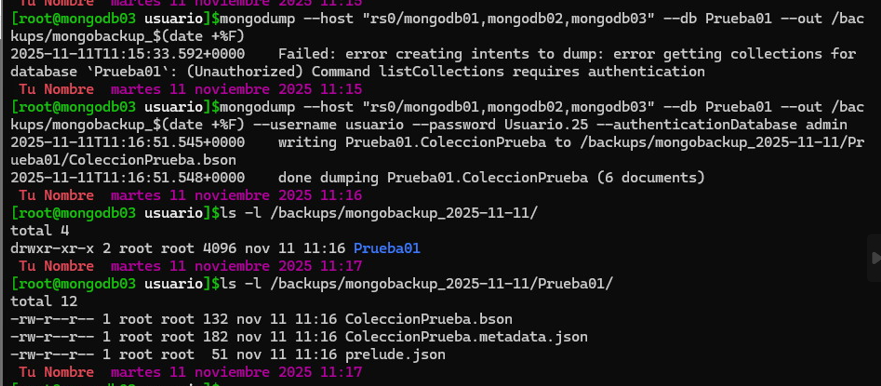 Tu Nombre  martes 11 noviembre 2025 11:15
[root@mongodb03 usuario]$mongodump --host "rs0/mongodb01,mongodb02,mongodb03" --db Prueba01 --out /bac
kups/mongobackup_$(date +%F)
2025-11-11T11:15:33.592+0000    Failed: error creating intents to dump: error getting collections for
database `Prueba01`: (Unauthorized) Command listCollections requires authentication
Tu Nombre  martes 11 noviembre 2025 11:15
[root@mongodb03 usuario]$mongodump --host "rs0/mongodb01,mongodb02,mongodb03" --db Prueba01 --out /bac
kups/mongobackup_$(date +%F) --username usuario --password Usuario.25 --authenticationDatabase admin
2025-11-11T11:16:51.545+0000    writing Prueba01.ColeccionPrueba to /backups/mongobackup_2025-11-11/Pr
ueba01/ColeccionPrueba.bson
2025-11-11T11:16:51.548+0000    done dumping Prueba01.ColeccionPrueba (6 documents)
Tu Nombre  martes 11 noviembre 2025 11:16
[root@mongodb03 usuario]$ls -l /backups/mongobackup_2025-11-11/
total 4
drwxr-xr-x 2 root root 4096 nov 11 11:16 Prueba01
Tu Nombre  martes 11 noviembre 2025 11:17
[root@mongodb03 usuario]$ls -l /backups/mongobackup_2025-11-11/Prueba01/
total 12
-rw-r--r-- 1 root root 132 nov 11 11:16 ColeccionPrueba.bson
-rw-r--r-- 1 root root 182 nov 11 11:16 ColeccionPrueba.metadata.json
-rw-r--r-- 1 root root  51 nov 11 11:16 prelude.json
Tu Nombre  martes 11 noviembre 2025 11:17